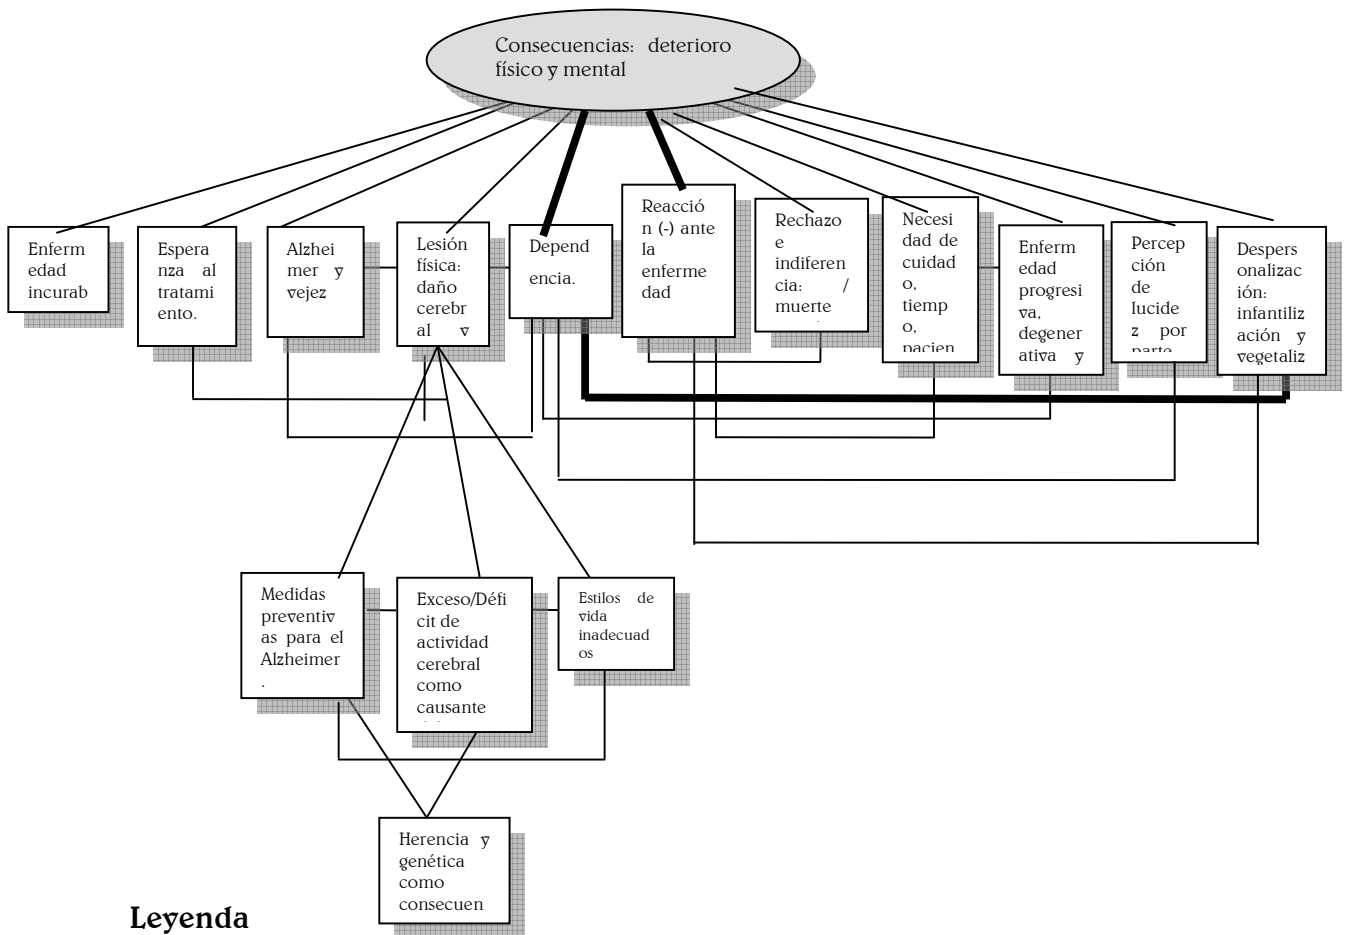 Consecuencias: deterioro
físico y mental
Enferm
edad
incurab
Espera
nza al
tratami
ento.
Alzhei
mer y
vejez
Lesión
física:
daño
cerebr
al y
Depend
encia.
Reacció
n (-) ante
la
enferme
dad
Rechazo
e
indiferen
cia: /
muerte
Necesi
dad de
cuidad
o,
tiemp
o,
pacien
Enferm
edad
progresi
va,
degener
ativa y
Percep
ción
de
lucide
z por
parte
Despers
onalizac
ión:
infantiliz
ación y
vegetaliz
Medidas
preventiv
as para el
Alzheimer
.
Exceso/Défi
cit de
actividad
cerebral
como
causante
Estilos de
vida
inadecuad
os
Herencia y
genética
como
consecuen
Leyenda